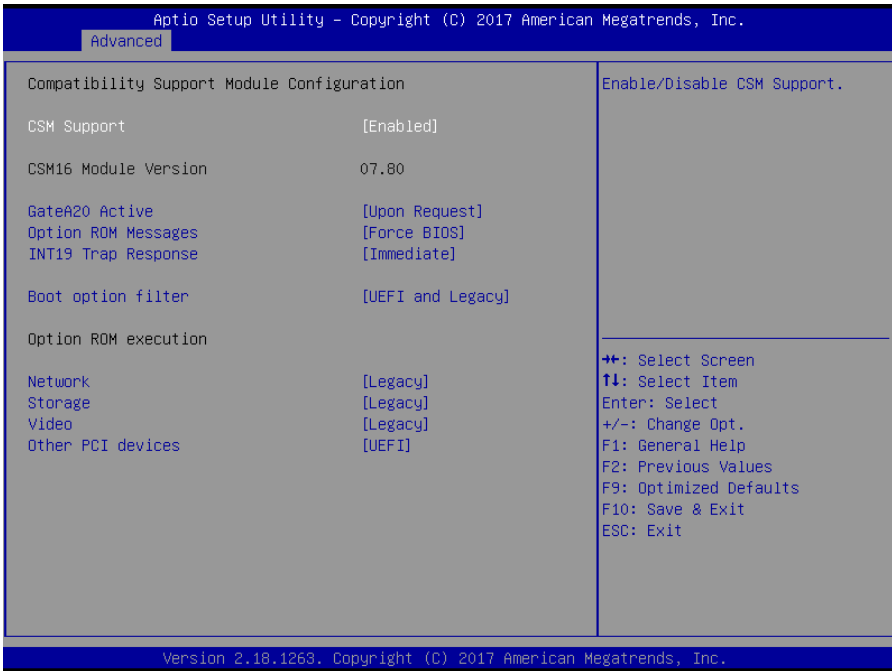 Aptio Setup Utility – Copyright (C) 2017 American Megatrends, Inc.
Advanced
Compatibility Support Module Configuration
CSM Support [Enabled]
CSM16 Module Version 07.80
GateA20 Active [Upon Request]
Option ROM Messages [Force BIOS]
INT19 Trap Response [Immediate]
Boot option filter [UEFI and Legacy]
Option ROM execution
Network [Legacy]
Storage [Legacy]
Video [Legacy]
Other PCI devices [UEFI]
Enable/Disable CSM Support.
→←: Select Screen
↑↓: Select Item
Enter: Select
+/-: Change Opt.
F1: General Help
F2: Previous Values
F9: Optimized Defaults
F10: Save & Exit
ESC: Exit
Version 2.18.1263. Copyright (C) 2017 American Megatrends, Inc.